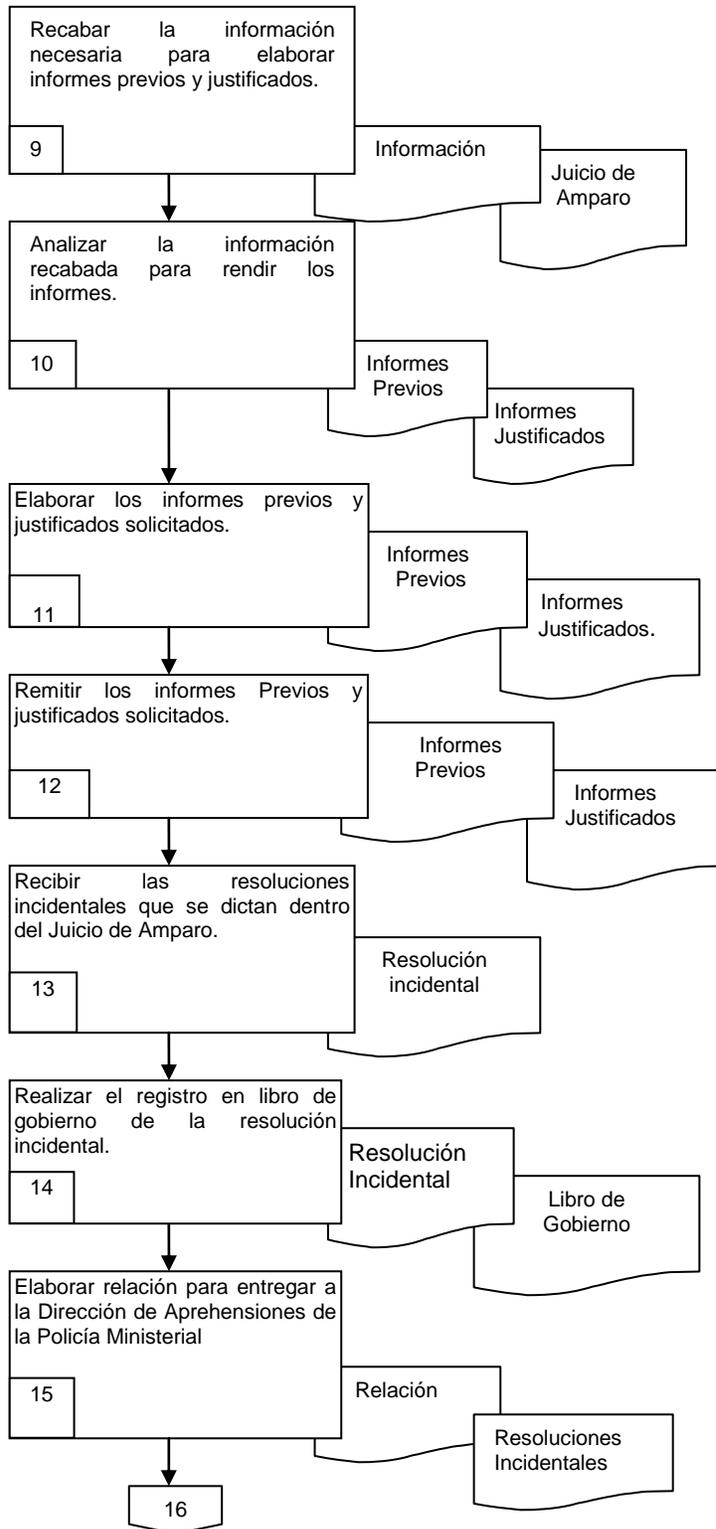 Recabar la información
necesaria para elaborar
informes previos y justificados.
9
Información
Juicio de
Amparo
Analizar la información
recabada para rendir los
informes.
10
Informes
Previos
Informes
Justificados
Elaborar los informes previos y
justificados solicitados.
11
Informes
Previos
Informes
Justificados.
Remitir los informes Previos y
justificados solicitados.
12
Informes
Previos
Informes
Justificados
Recibir las resoluciones
incidentales que se dictan dentro
del Juicio de Amparo.
13
Resolución
incidental
Realizar el registro en libro de
gobierno de la resolución
incidental.
14
Resolución
Incidental
Libro de
Gobierno
Elaborar relación para entregar a
la Dirección de Aprehensiones de
la Policía Ministerial
15
Relación
Resoluciones
Incidentales
16